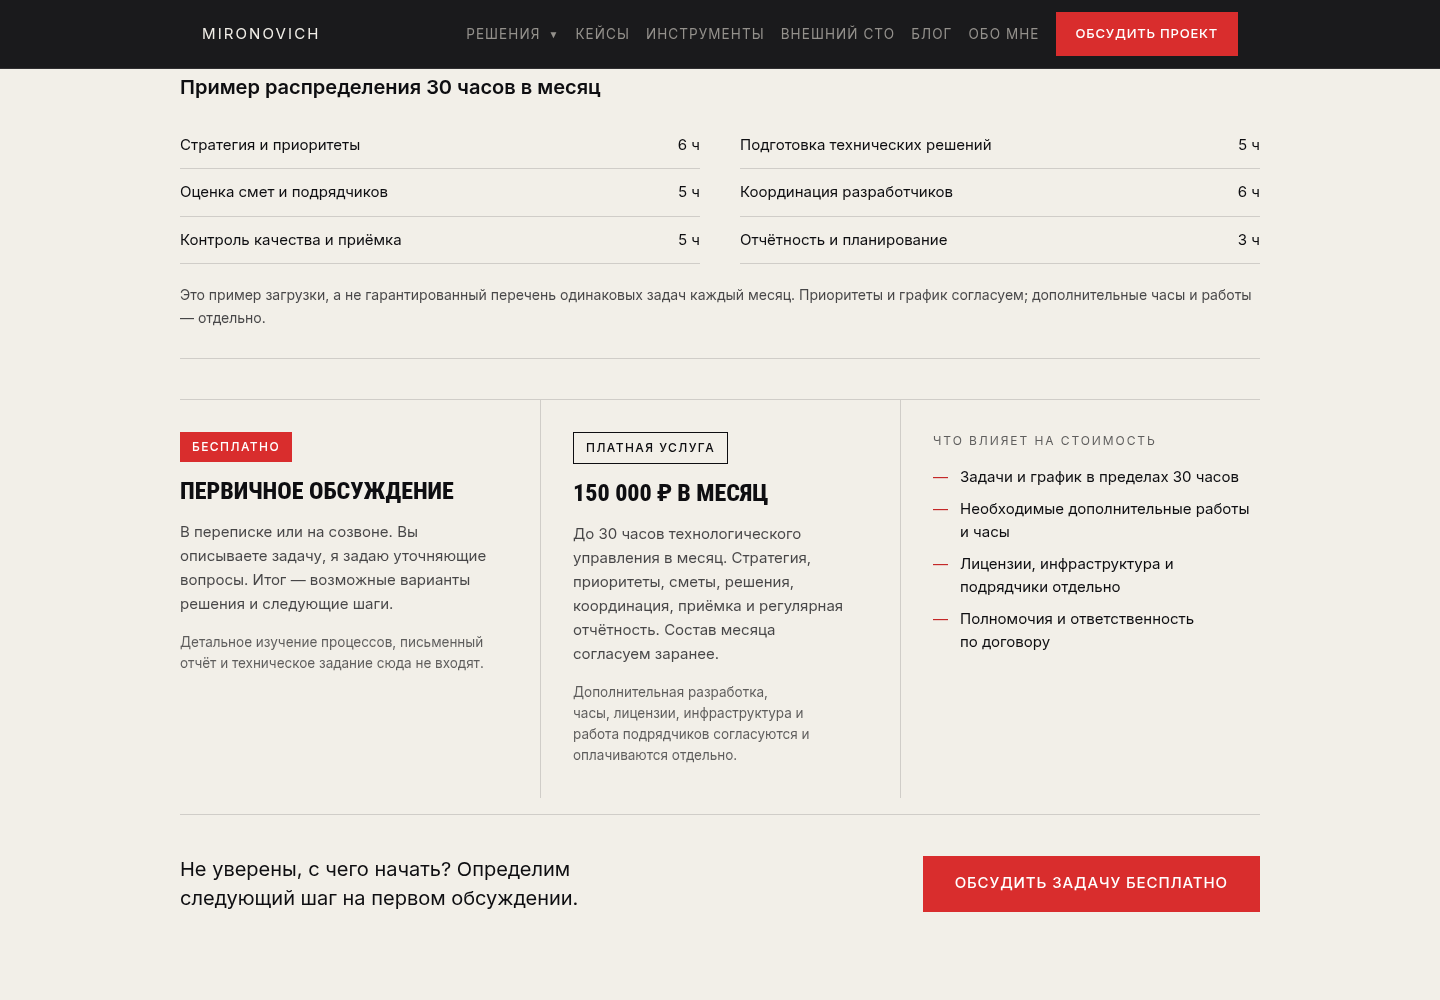 MIRONOVICH
РЕШЕНИЯ ▼ КЕЙСЫ ИНСТРУМЕНТЫ ВНЕШНИЙ СТО БЛОГ ОБО МНЕ ОБСУДИТЬ ПРОЕКТ
Пример распределения 30 часов в месяц
Стратегия и приоритеты 6 ч
Подготовка технических решений 5 ч
Оценка смет и подрядчиков 5 ч
Координация разработчиков 6 ч
Контроль качества и приёмка 5 ч
Отчётность и планирование 3 ч
Это пример загрузки, а не гарантированный перечень одинаковых задач каждый месяц. Приоритеты и график согласуем; дополнительные часы и работы
— отдельно.
БЕСПЛАТНО
ПЕРВИЧНОЕ ОБСУЖДЕНИЕ
В переписке или на созвоне. Вы
описываете задачу, я задаю уточняющие
вопросы. Итог — возможные варианты
решения и следующие шаги.
Детальное изучение процессов, письменный
отчёт и техническое задание сюда не входят.
ПЛАТНАЯ УСЛУГА
150 000 ₽ В МЕСЯЦ
До 30 часов технологического
управления в месяц. Стратегия,
приоритеты, сметы, решения,
координация, приёмка и регулярная
отчётность. Состав месяца
согласуем заранее.
Дополнительная разработка,
часы, лицензии, инфраструктура и
работа подрядчиков согласуются и
оплачиваются отдельно.
ЧТО ВЛИЯЕТ НА СТОИМОСТЬ
— Задачи и график в пределах 30 часов
— Необходимые дополнительные работы
и часы
— Лицензии, инфраструктура и
подрядчики отдельно
— Полномочия и ответственность
по договору
Не уверены, с чего начать? Определим
следующий шаг на первом обсуждении.
ОБСУДИТЬ ЗАДАЧУ БЕСПЛАТНО